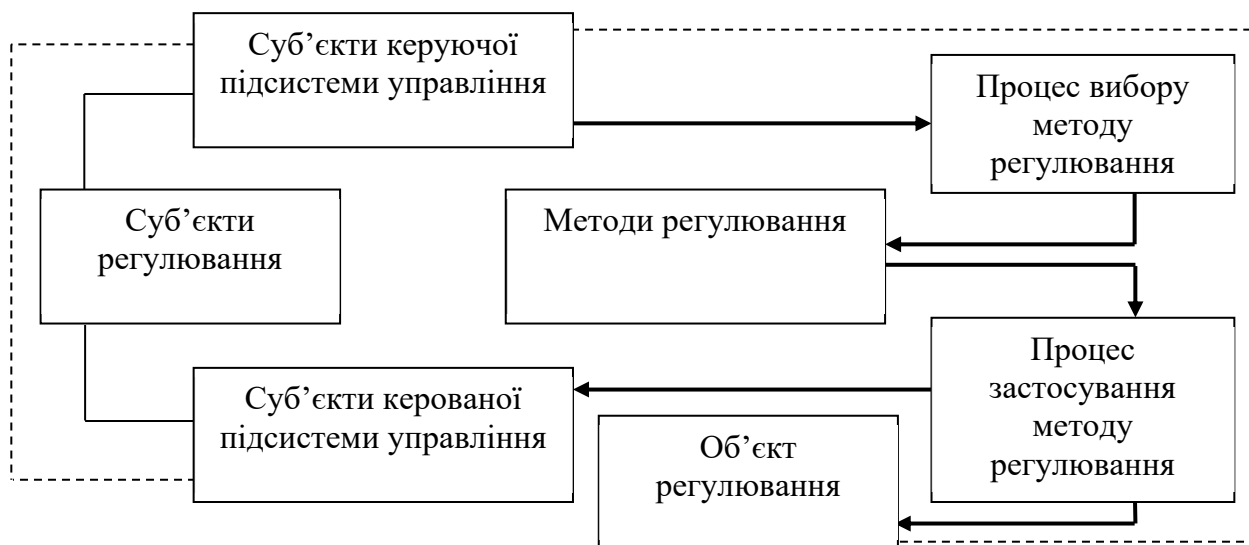 Суб’єкти керуючої
підсистеми управління
Процес вибору
методу
регулювання
Суб’єкти
регулювання
Методи регулювання
Суб’єкти керованої
підсистеми управління
Процес
застосування
методу
регулювання
Об’єкт
регулювання